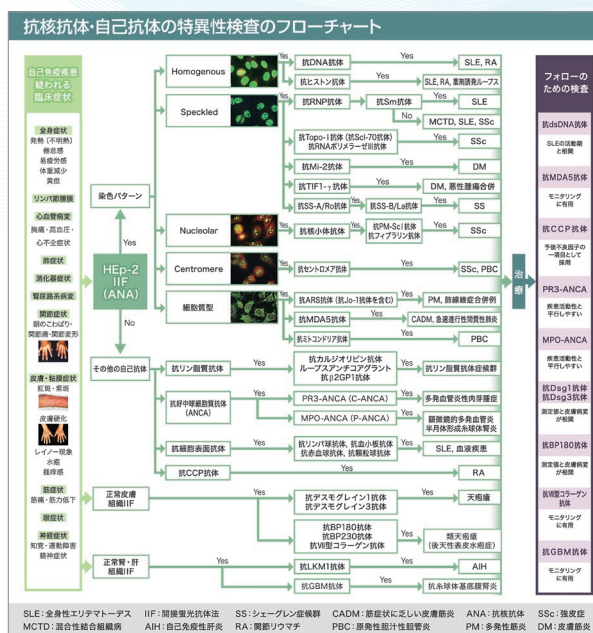 抗核抗体・自己抗体の特異性検査のフローチャート
自己免疫疾患
疑われる
臨床症状
全身症状
発熱(不明熱)
倦怠感
易疲労感
体重減少
黄疸
リンパ節腫脹
心血管病変
胸痛・高血圧・
心不全症状
肺症状
消化器症状
腎尿路系病変
関節症状
朝のこわばり・
関節痛・関節変形
皮膚・粘膜症状
紅斑・紫斑
皮膚硬化
レイノー現象
水疱
掻痒感
筋症状
筋痛・筋力低下
眼症状
神経症状
知覚・運動障害
精神症状
HEp-2
IIF
(ANA)
Yes
染色パターン
No
その他の自己抗体
正常皮膚
組織IIF
正常腎・肝
組織IIF
Homogenous
Yes
抗DNA抗体
Yes
SLE, RA
抗ヒストン抗体
Yes
SLE, RA, 薬剤誘発ループス
Speckled
Yes
抗RNP抗体
Yes
抗Sm抗体
Yes
SLE
No
MCTD, SLE, SSc
抗Topo-I抗体(抗Scl-70抗体)
抗RNAポリメラーゼIII抗体
Yes
SSc
抗Mi-2抗体
Yes
DM
抗TIF1-γ抗体
Yes
DM, 悪性腫瘍合併
抗SS-A/Ro抗体
Yes
抗SS-B/La抗体
Yes
SS
Nucleolar
Yes
抗核小体抗体
Yes
抗PM-Scl抗体
抗フィブラリン抗体
Yes
SSc
Centromere
Yes
抗セントロメア抗体
Yes
SSc, PBC
細胞質型
Yes
抗ARS抗体(抗Jo-1抗体を含む)
Yes
PM, 肺線維症合併例
抗MDA5抗体
Yes
CADM, 急速進行性間質性肺炎
抗ミトコンドリア抗体
Yes
PBC
抗リン脂質抗体
Yes
抗カルジオリピン抗体
ループスアンチコアグラント
抗β2GP1抗体
Yes
抗リン脂質抗体症候群
抗好中球細胞質抗体
(ANCA)
Yes
PR3-ANCA (C-ANCA)
Yes
多発血管炎性肉芽腫症
MPO-ANCA (P-ANCA)
Yes
顕微鏡的多発血管炎
半月体形成糸球体腎炎
抗細胞表面抗体
Yes
抗リンパ球抗体, 抗血小板抗体
抗赤血球抗体, 抗顆粒球抗体
Yes
SLE, 血液疾患
抗CCP抗体
Yes
RA
Yes
抗デスモグレイン1抗体
抗デスモグレイン3抗体
Yes
天疱瘡
抗BP180抗体
抗BP230抗体
抗VII型コラーゲン抗体
Yes
類天疱瘡
(後天性表皮水疱症)
Yes
抗LKM1抗体
Yes
AIH
抗GBM抗体
Yes
抗糸球体基底膜腎炎
治療
フォローの
ための検査
抗dsDNA抗体
SLEの活動期
と相関
抗MDA5抗体
モニタリング
に有用
抗CCP抗体
予後不良因子の
一項目として
採用
PR3-ANCA
疾患活動性と
平行しやすい
MPO-ANCA
疾患活動性と
平行しやすい
抗Dsg1抗体
抗Dsg3抗体
測定値と皮膚病変
が相関
抗BP180抗体
測定値と皮膚病変
が相関
抗VII型コラーゲン
抗体
モニタリング
に有用
抗GBM抗体
モニタリング
に有用
SLE:全身性エリテマトーデス IIF:間接蛍光抗体法 SS:シェーグレン症候群 CADM:筋症状に乏しい皮膚筋炎 ANA:抗核抗体 SSc:強皮症
MCTD:混合性結合組織病 AIH:自己免疫性肝炎 RA:関節リウマチ PBC:原発性胆汁性胆管炎 PM:多発性筋炎 DM:皮膚筋炎